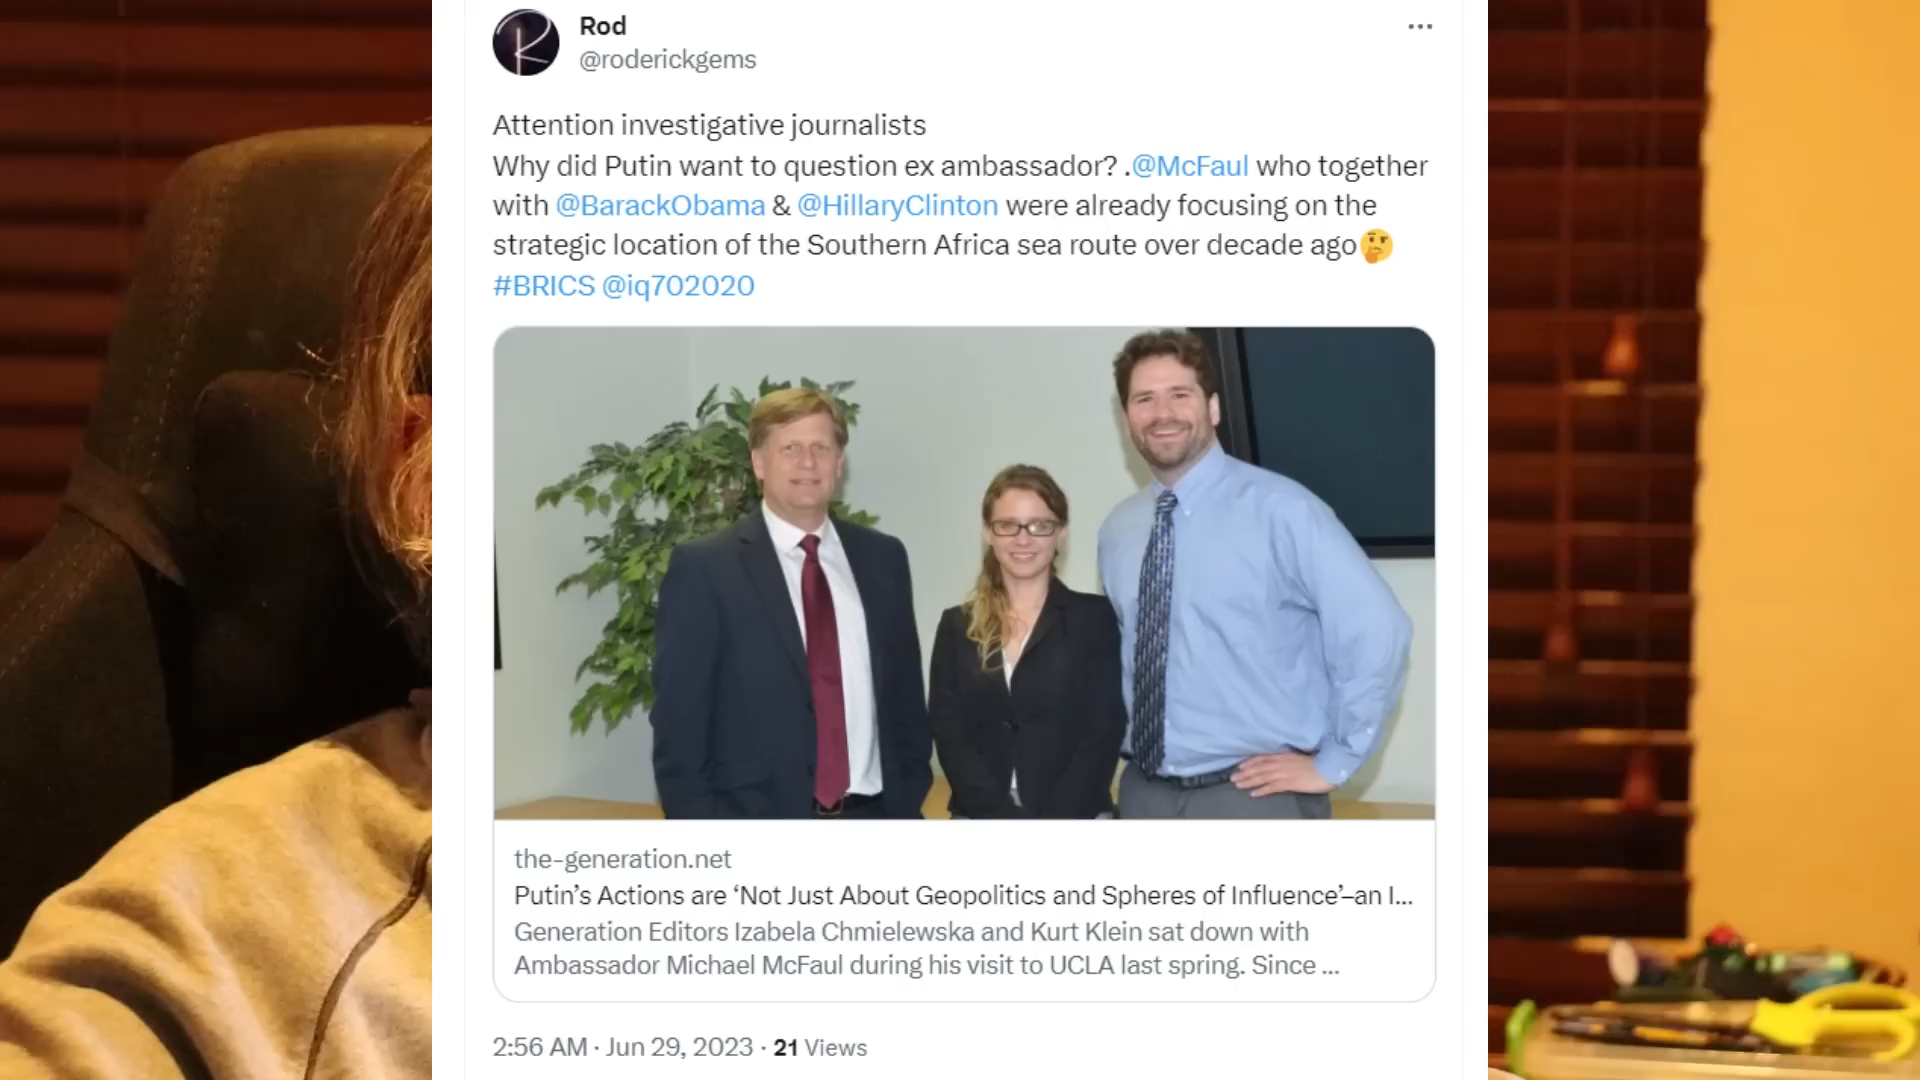 Rod
@roderickgems
Attention investigative journalists
Why did Putin want to question ex ambassador? .@McFaul who together
with @BarackObama & @HillaryClinton were already focusing on the
strategic location of the Southern Africa sea route over decade ago🤔
#BRICS @iq702020
the-generation.net
Putin’s Actions are ‘Not Just About Geopolitics and Spheres of Influence’–an I...
Generation Editors Izabela Chmielewska and Kurt Klein sat down with
Ambassador Michael McFaul during his visit to UCLA last spring. Since ...
2:56 AM · Jun 29, 2023 · 21 Views